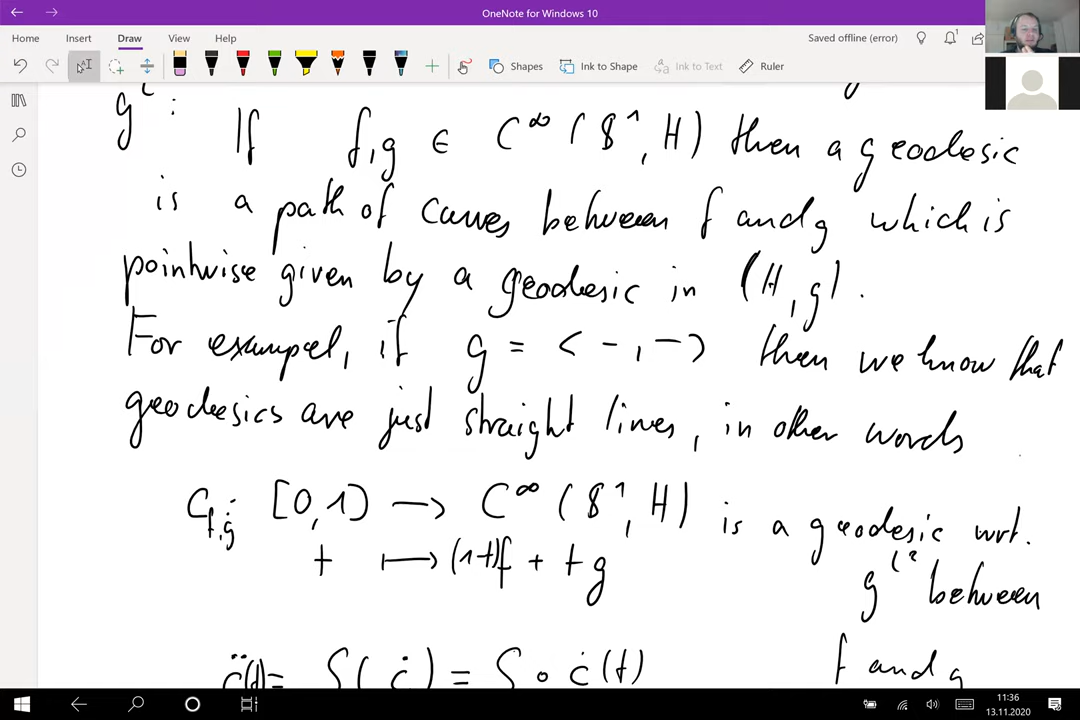 OneNote for Windows 10
Home Insert Draw View Help
Saved offline (error)
Shapes Ink to Shape Ink to Text Ruler
g^{L^2}:
If f,g ∈ C^∞(S^1, H) then a geodesic
is a path of curves between f and g which is
pointwise given by a geodesic in (H, g).
For exampel, if g = < -, - > then we know that
geodesics are just straight lines, in other words
C_{f,g}: [0,1] → C^∞(S^1, H) is a geodesic wrt.
t ↦ (1-t)f + tg
g^{L^2} between
f and g
c̈(t) = S(ċ) = S ∘ ċ(t)
11:36
13.11.2020